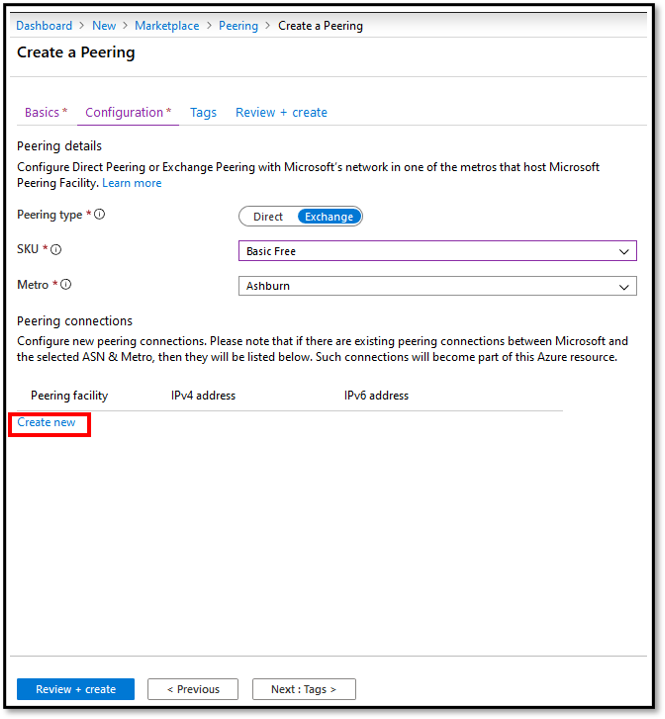 Dashboard > New > Marketplace > Peering > Create a Peering
Create a Peering
Basics * Configuration * Tags Review + create
Peering details
Configure Direct Peering or Exchange Peering with Microsoft's network in one of the metros that host Microsoft
Peering Facility. Learn more
Peering type * Direct Exchange
SKU * Basic Free
Metro * Ashburn
Peering connections
Configure new peering connections. Please note that if there are existing peering connections between Microsoft and
the selected ASN & Metro, then they will be listed below. Such connections will become part of this Azure resource.
Peering facility IPv4 address IPv6 address
Create new
Review + create < Previous Next : Tags >